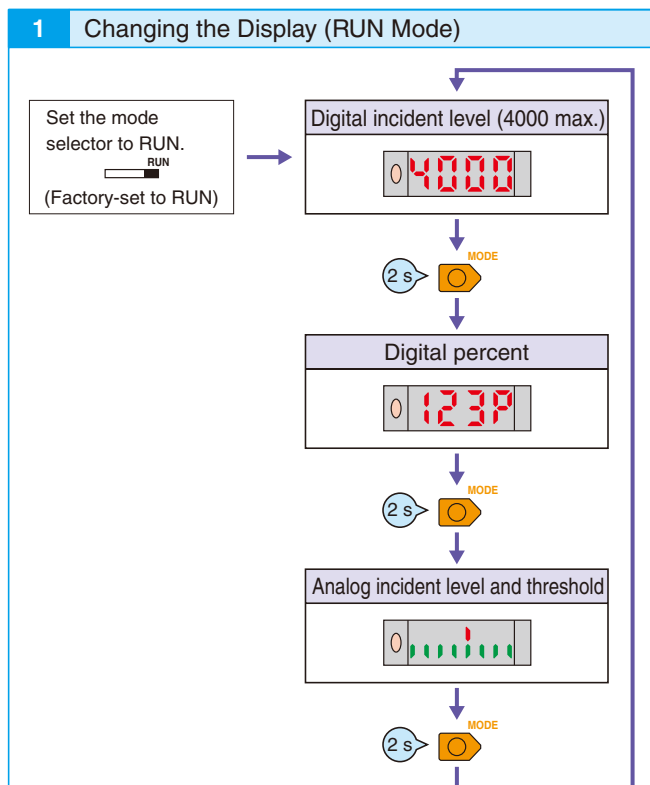 1 Changing the Display (RUN Mode)
Set the mode
selector to RUN.
RUN
(Factory-set to RUN)
Digital incident level (4000 max.)
4000
MODE
2 s
Digital percent
123P
MODE
2 s
Analog incident level and threshold
MODE
2 s